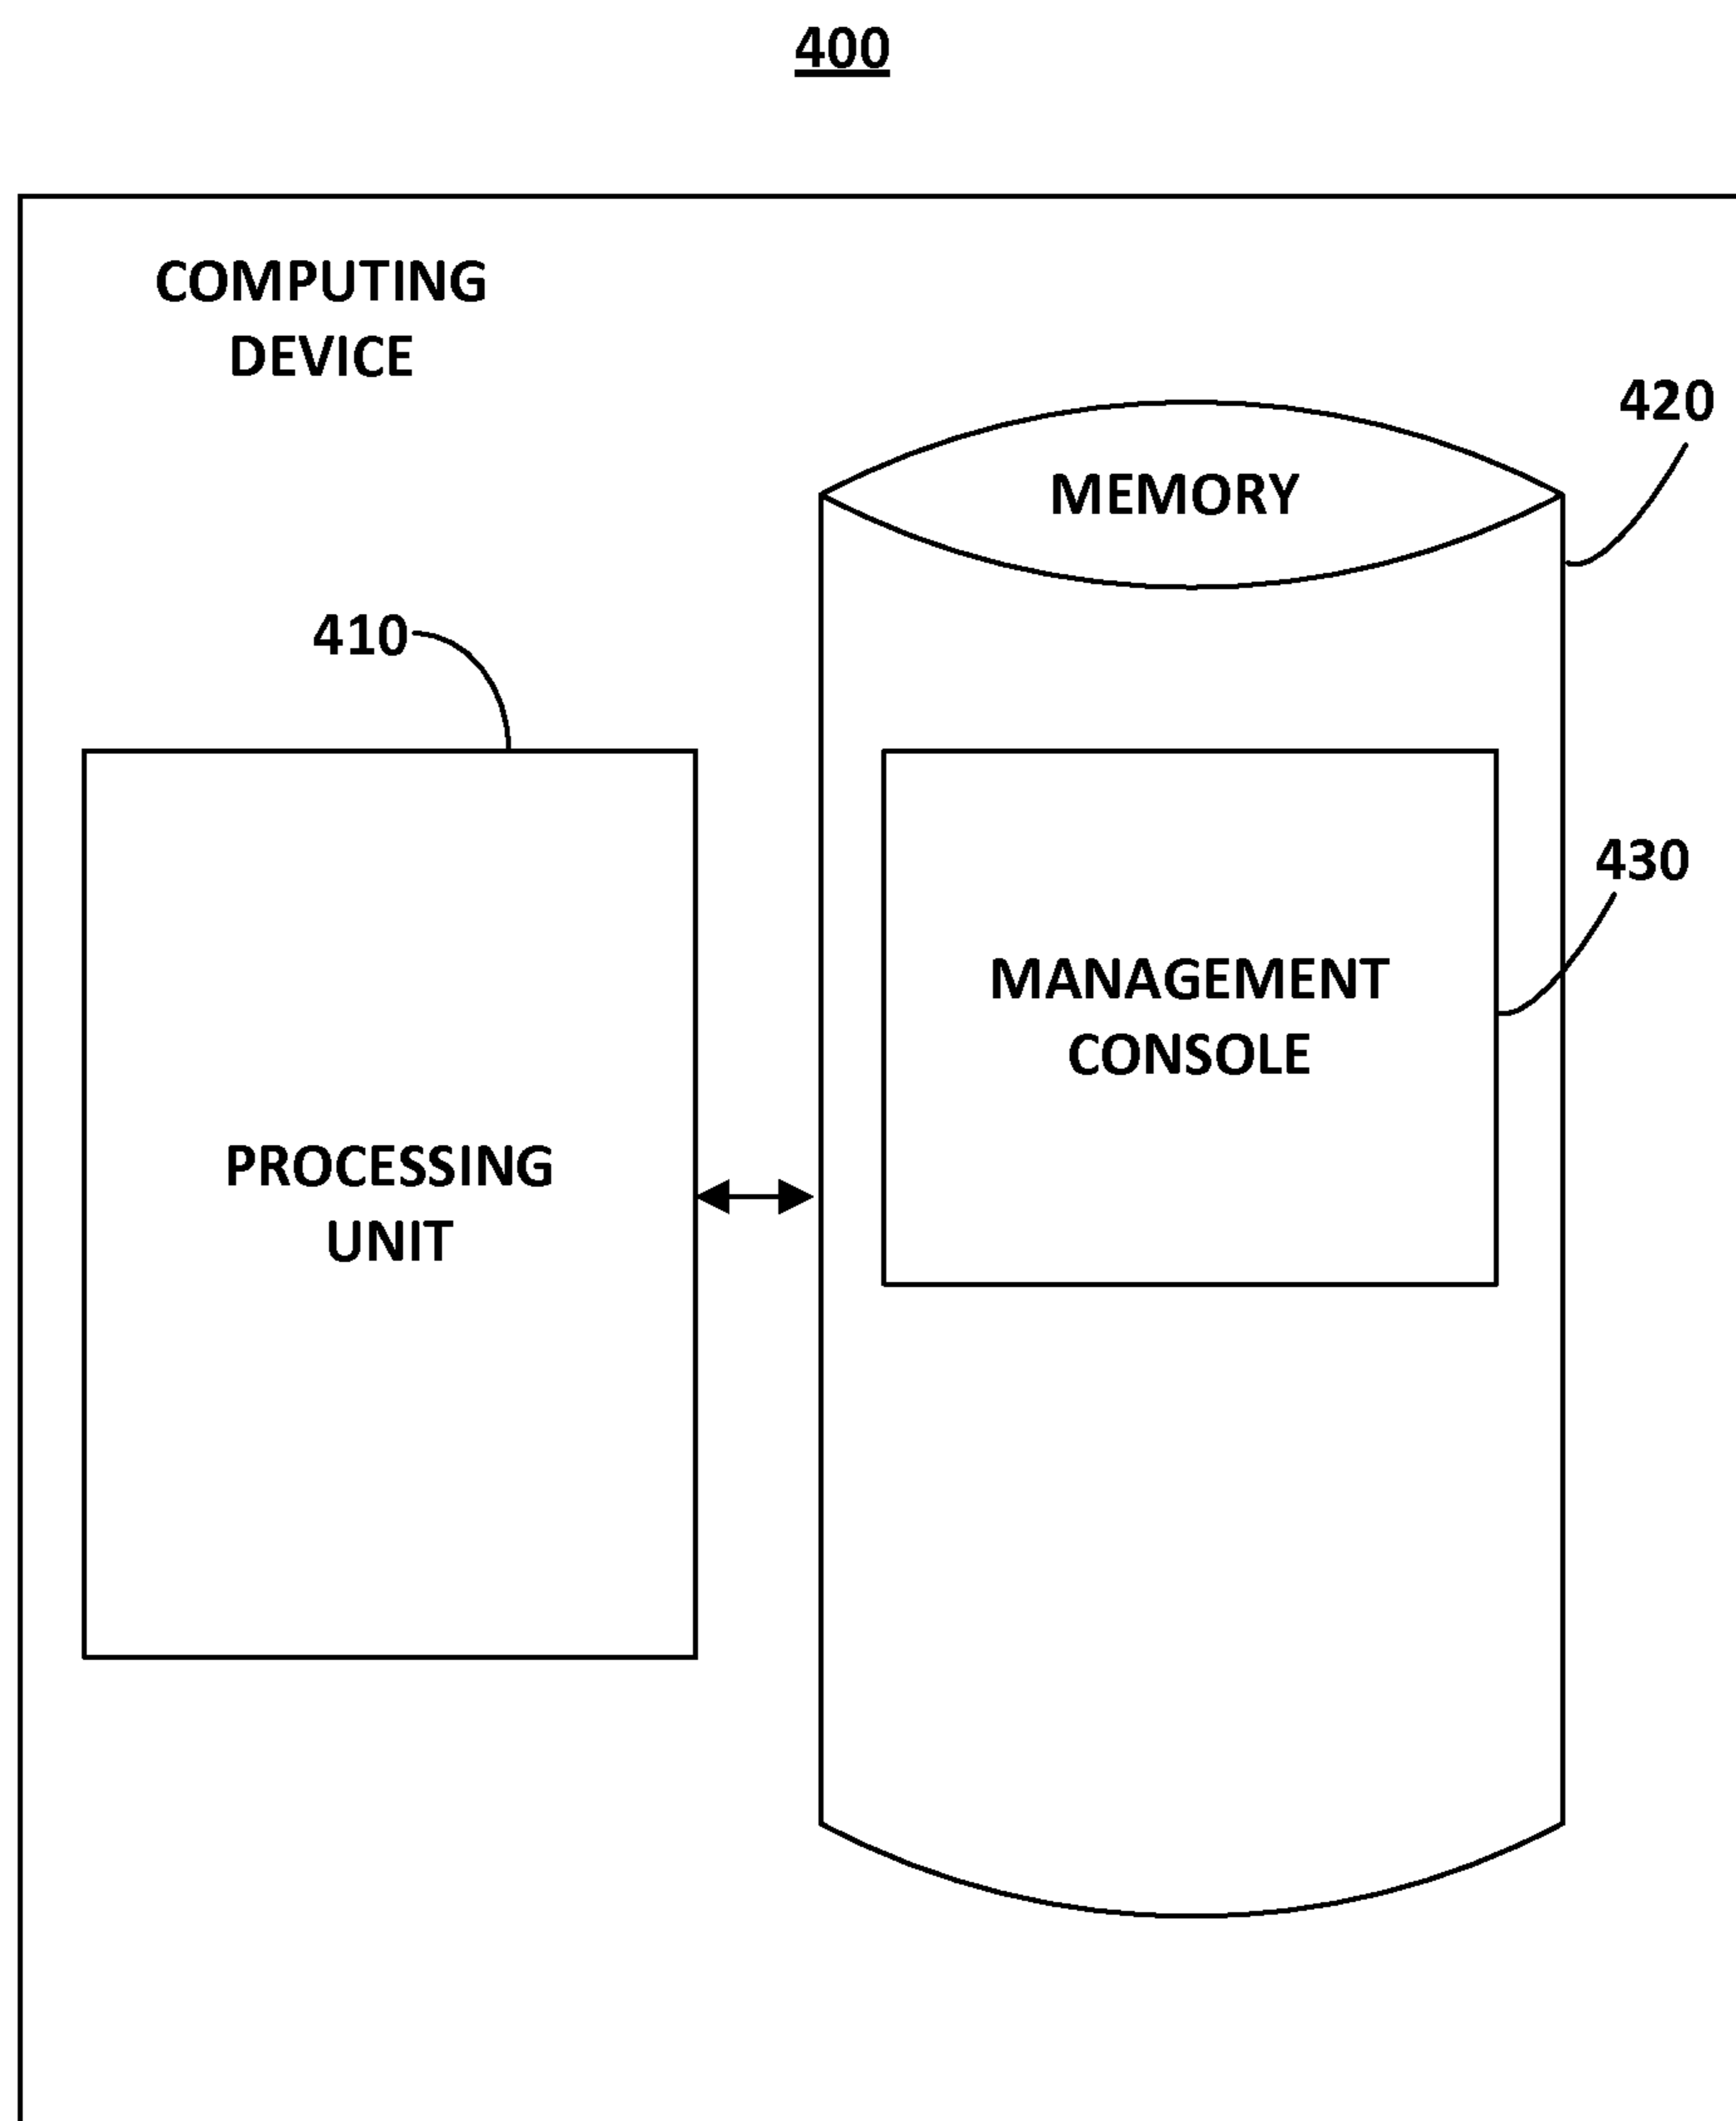 400
COMPUTING
DEVICE
420
MEMORY
410
430
MANAGEMENT
CONSOLE
PROCESSING
UNIT